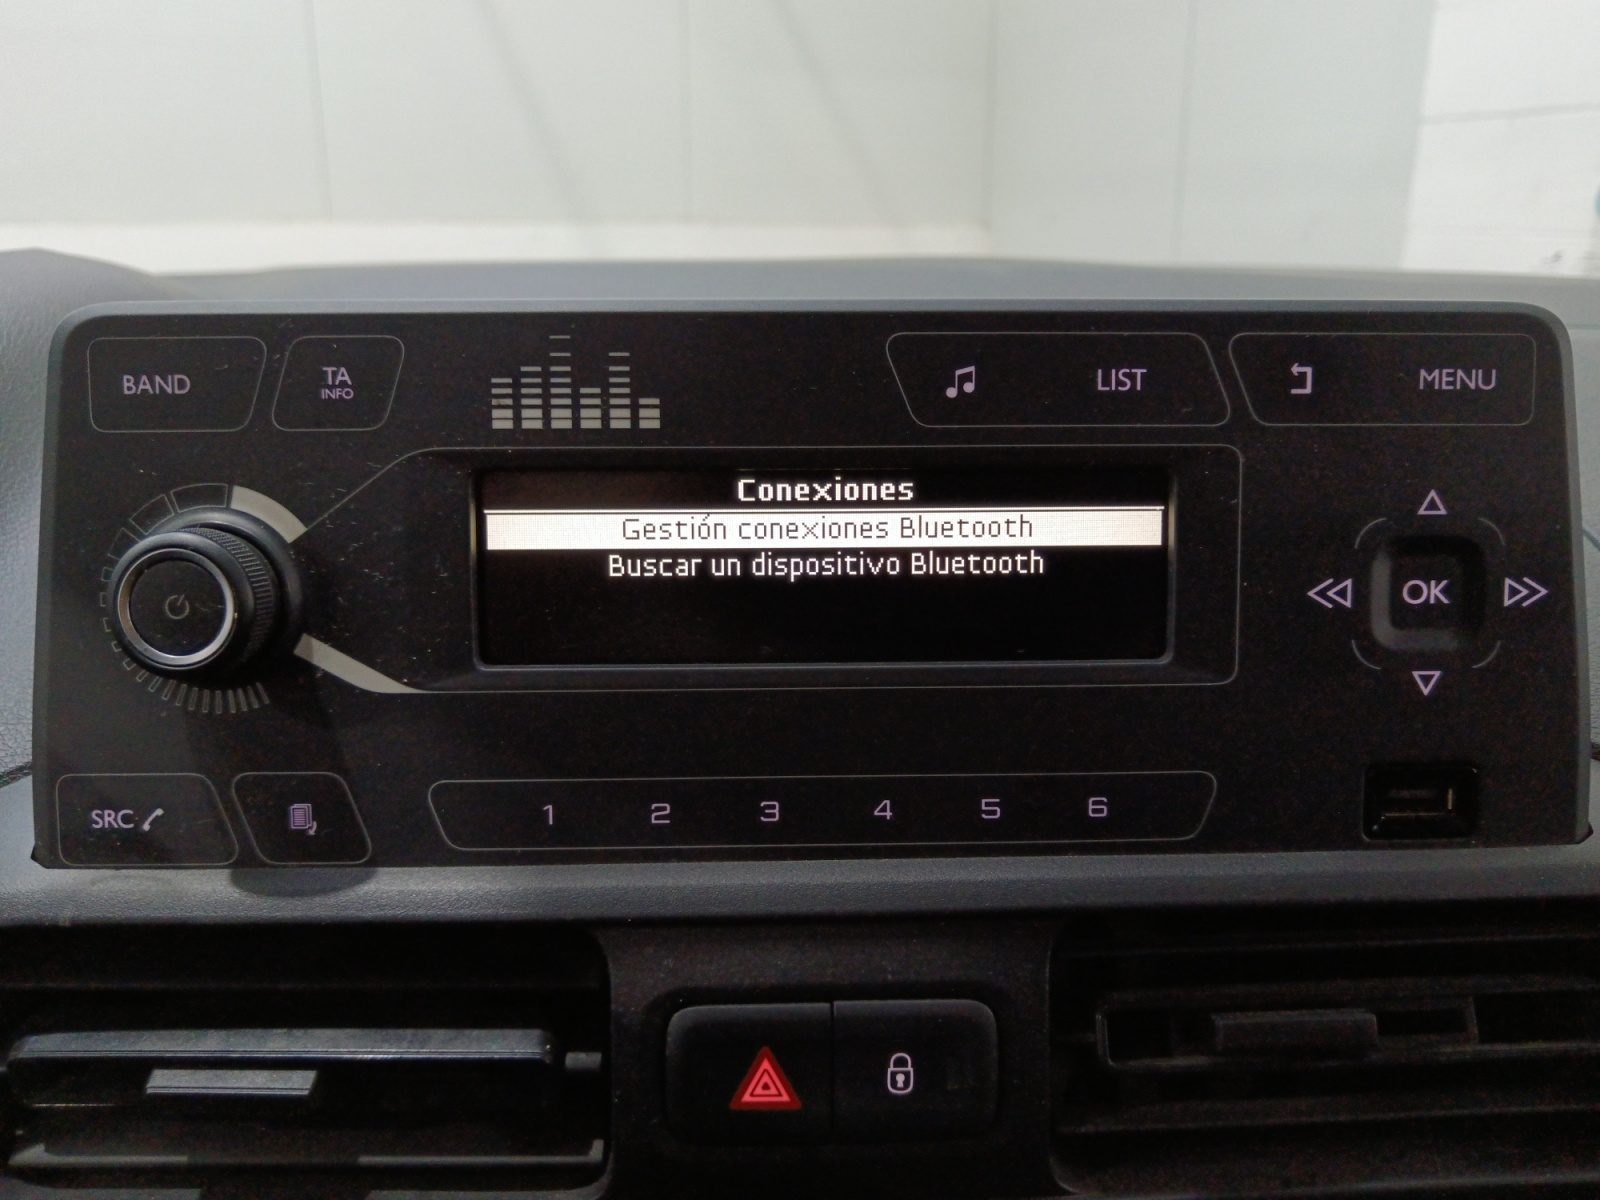 BAND
TA
INFO
LIST
MENU
Conexiones
Gestión conexiones Bluetooth
Buscar un dispositivo Bluetooth
OK
SRC
1 2 3 4 5 6